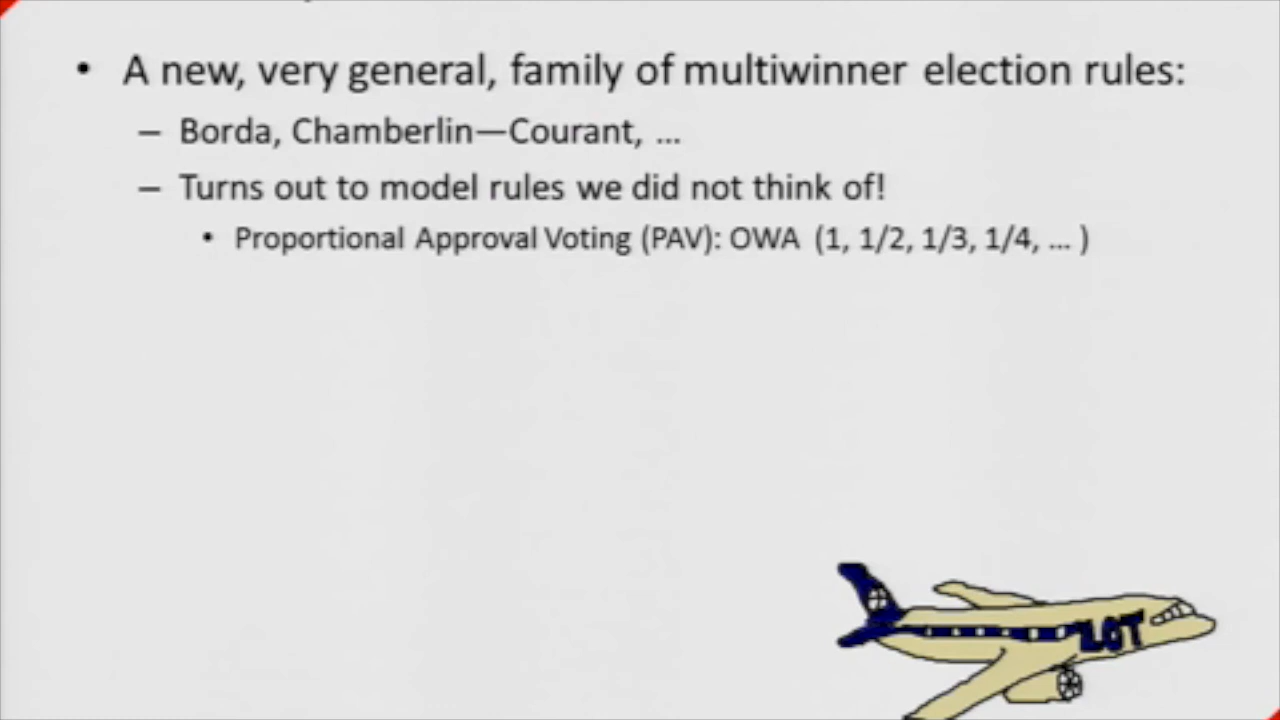 • A new, very general, family of multiwinner election rules:
– Borda, Chamberlin—Courant, ...
– Turns out to model rules we did not think of!
• Proportional Approval Voting (PAV): OWA (1, 1/2, 1/3, 1/4, ... )
LOT